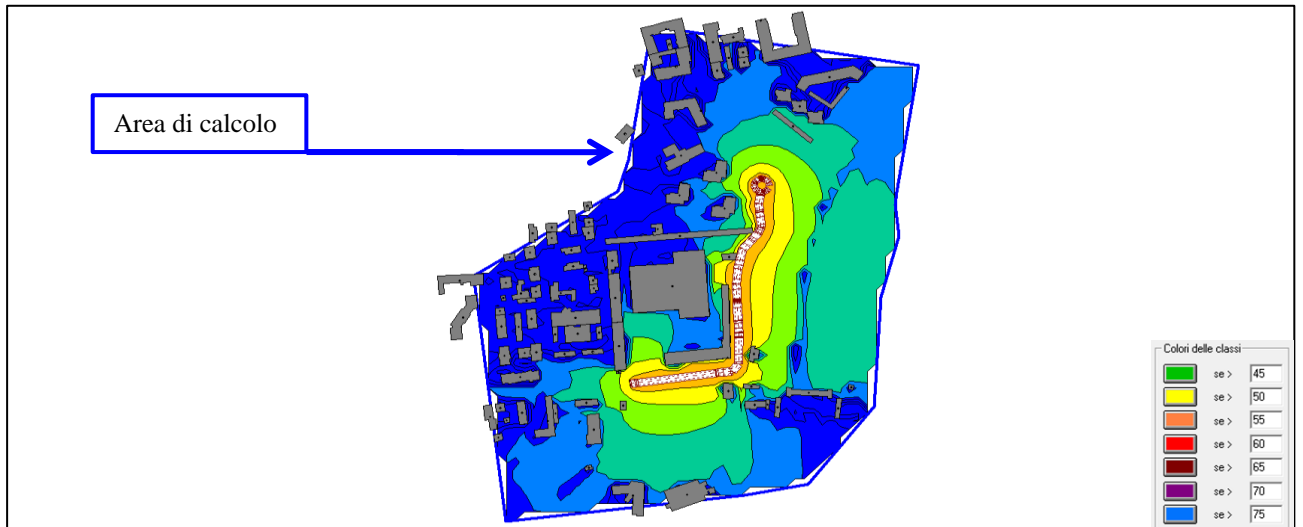 Area di calcolo
Colori delle classi
se > 45
se > 50
se > 55
se > 60
se > 65
se > 70
se > 75